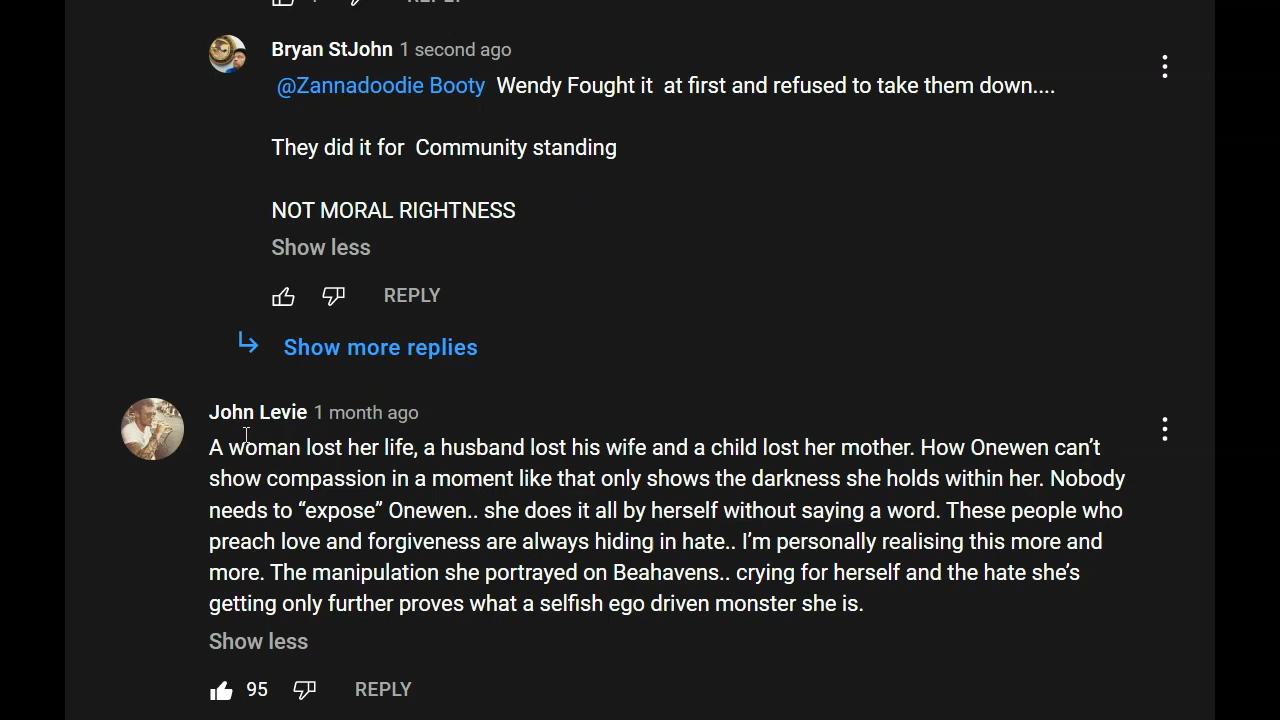 REPLY
Bryan StJohn 1 second ago
@Zannadoodie Booty Wendy Fought it at first and refused to take them down....
They did it for Community standing
NOT MORAL RIGHTNESS
Show less
REPLY
Show more replies
John Levie 1 month ago
A woman lost her life, a husband lost his wife and a child lost her mother. How Onewen can’t
show compassion in a moment like that only shows the darkness she holds within her. Nobody
needs to “expose” Onewen.. she does it all by herself without saying a word. These people who
preach love and forgiveness are always hiding in hate.. I’m personally realising this more and
more. The manipulation she portrayed on Beahavens.. crying for herself and the hate she’s
getting only further proves what a selfish ego driven monster she is.
Show less
95 REPLY